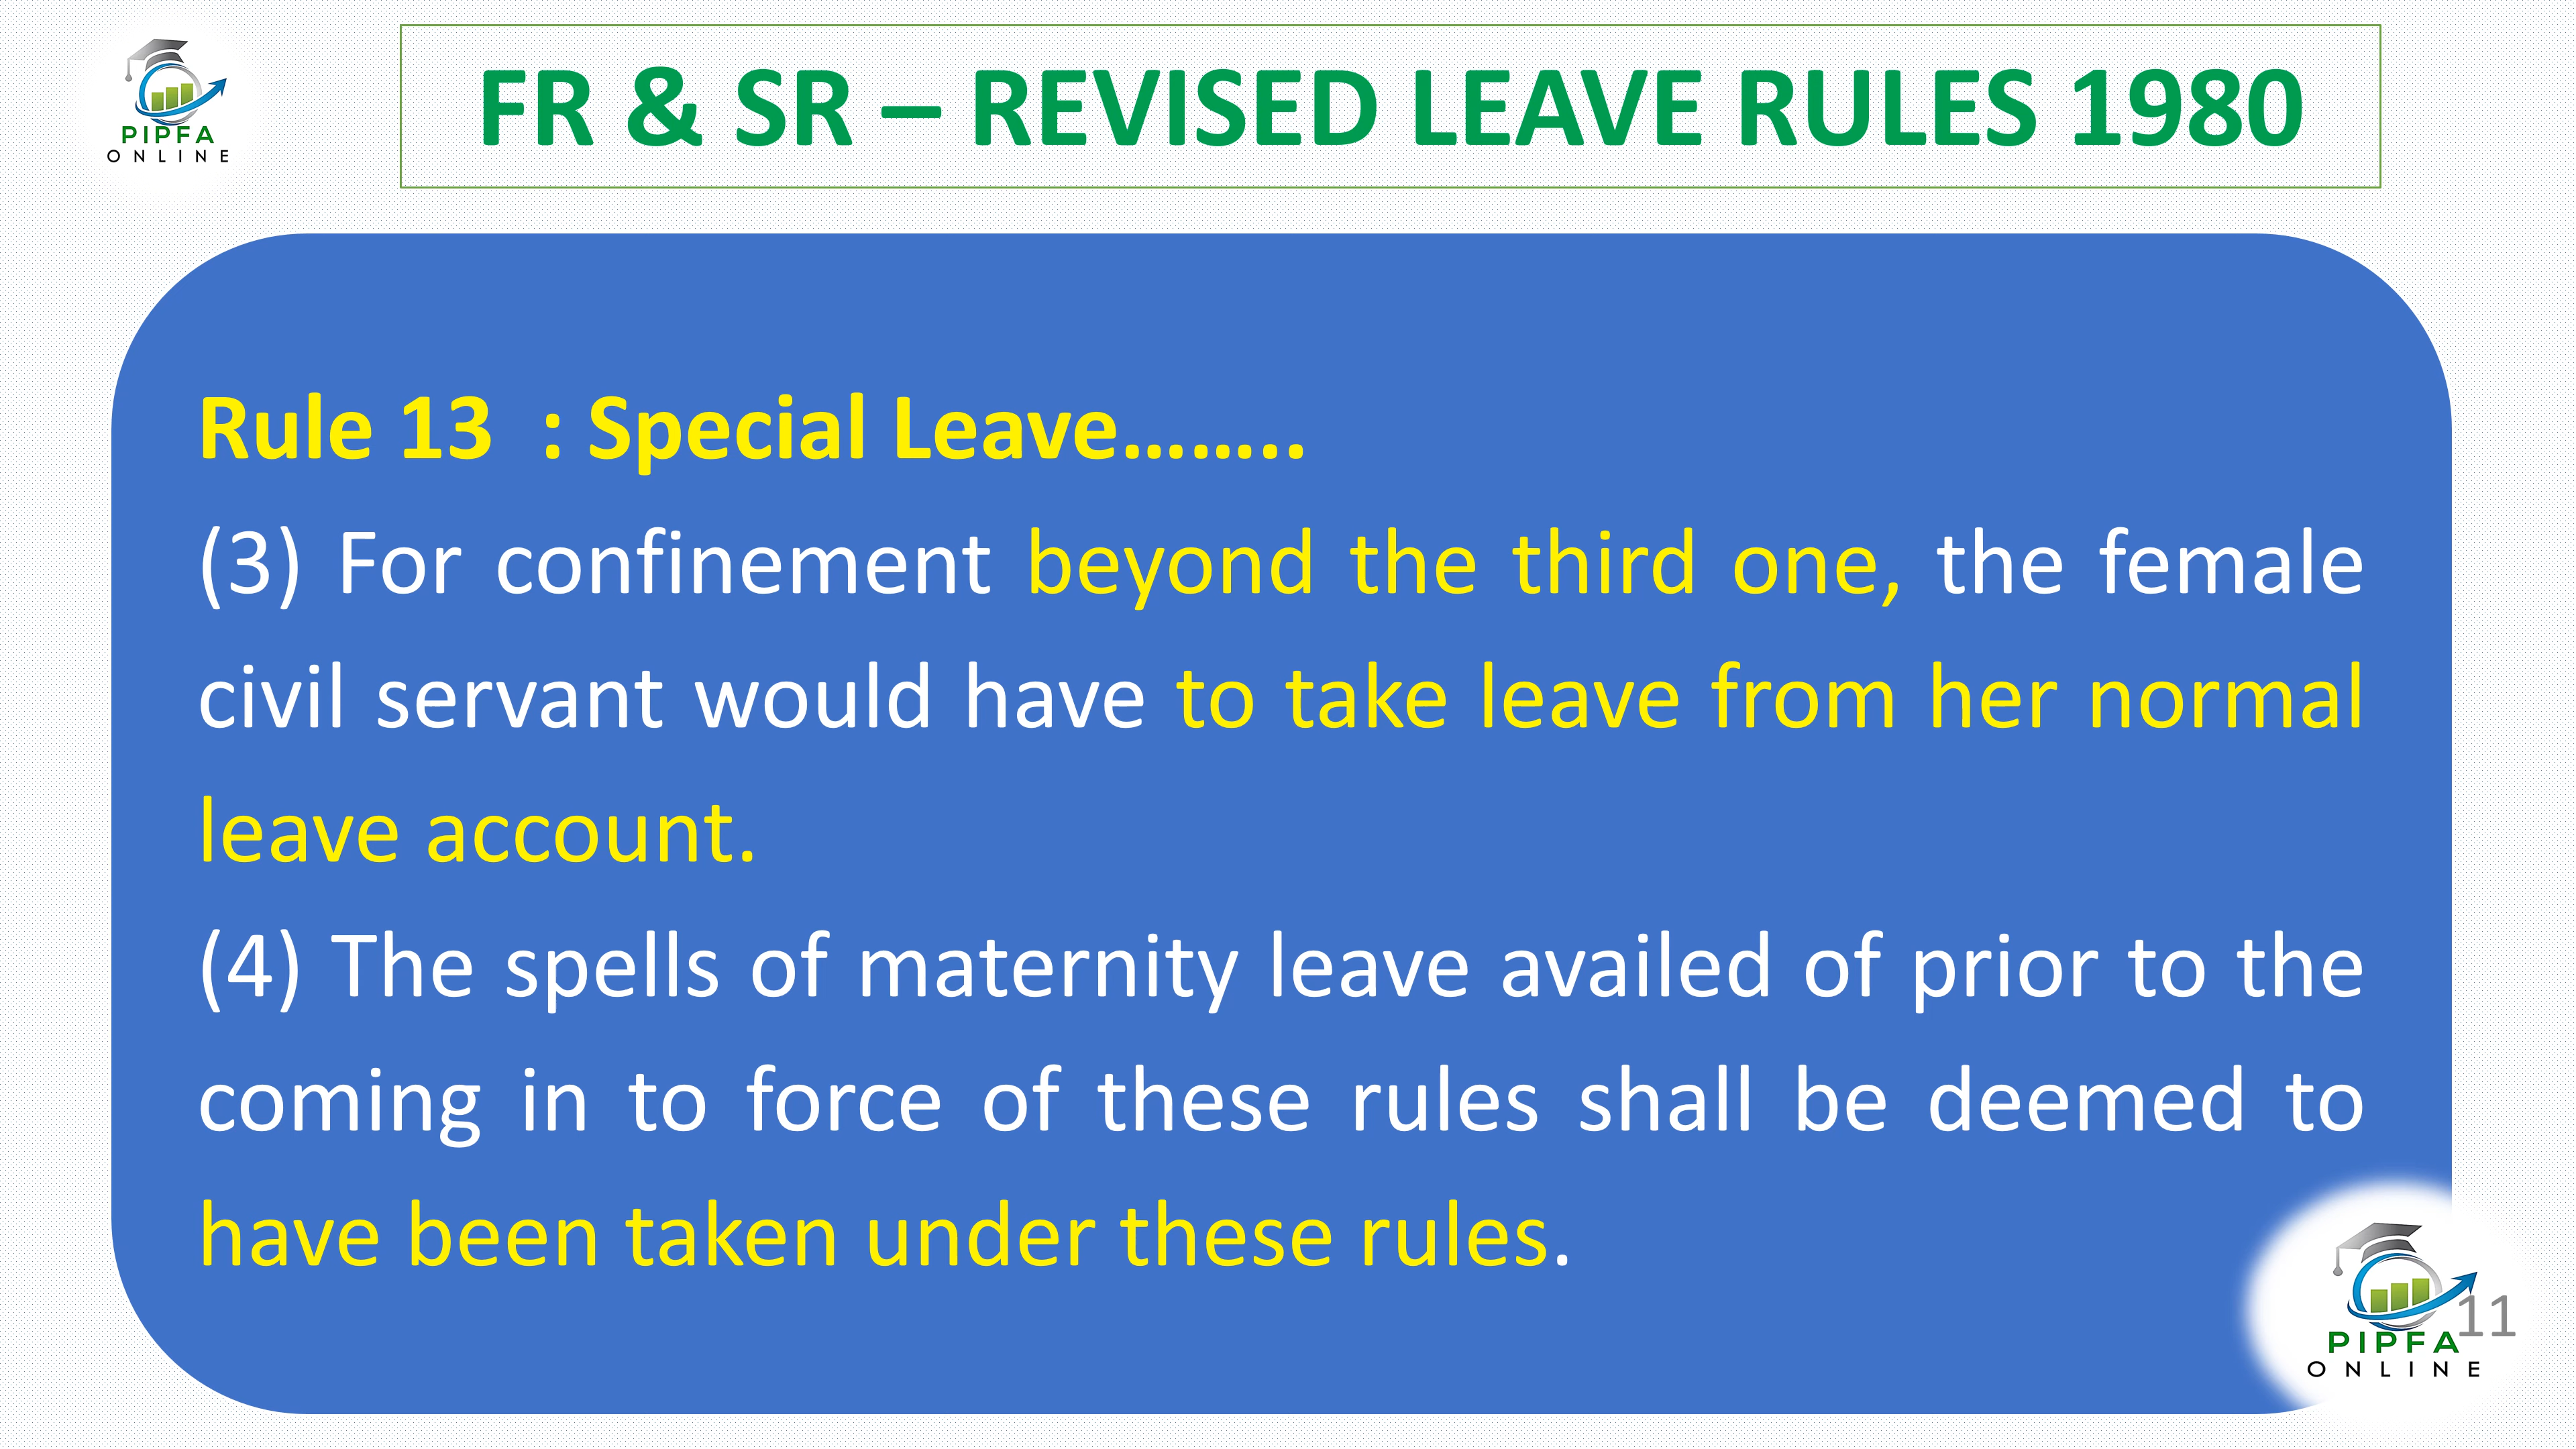 PIPFA
ONLINE
FR & SR – REVISED LEAVE RULES 1980
Rule 13  : Special Leave……..
(3) For confinement beyond the third one, the female
civil servant would have to take leave from her normal
leave account.
(4) The spells of maternity leave availed of prior to the
coming in to force of these rules shall be deemed to
have been taken under these rules.
11
PIPFA
ONLINE